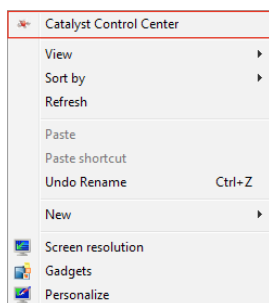 Catalyst Control Center
View
Sort by
Refresh
Paste
Paste shortcut
Undo Rename Ctrl+Z
New
Screen resolution
Gadgets
Personalize